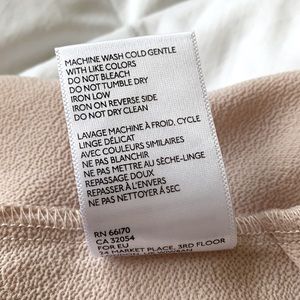 MACHINE WASH COLD GENTLE
WITH LIKE COLORS
DO NOT BLEACH
DO NOT TUMBLE DRY
IRON LOW
IRON ON REVERSE SIDE
DO NOT DRY CLEAN
LAVAGE MACHINE À FROID, CYCLE
LINGE DÉLICAT
AVEC COULEURS SIMILAIRES
NE PAS BLANCHIR
NE PAS METTRE AU SÈCHE-LINGE
REPASSAGE DOUX
REPASSER À L'ENVERS
NE PAS NETTOYER À SEC
RN 66170
CA 32054
FOR EU
24 MARKET PLACE, 3RD FLOOR